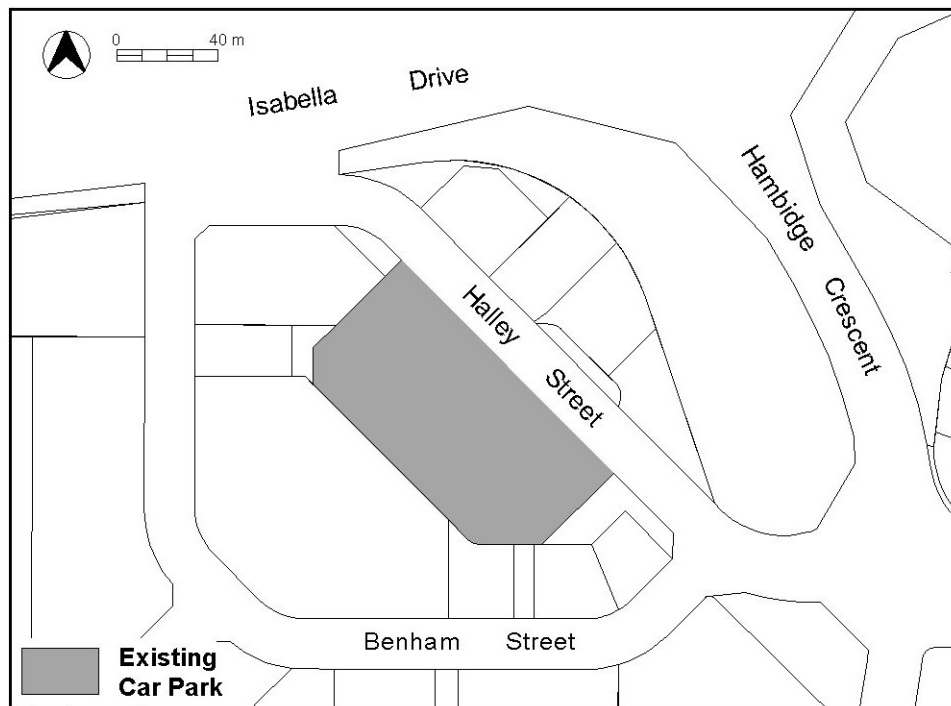 0 40 m
Isabella Drive
Hambidge Crescent
Halley Street
Benham Street
Existing
Car Park